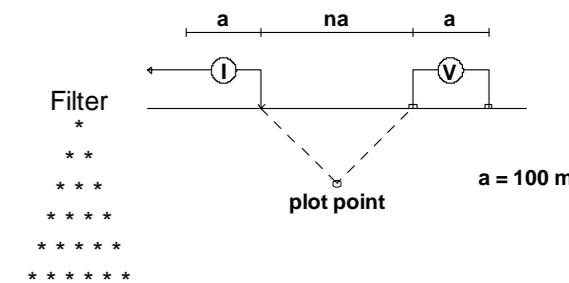 a na a
I V
Filter
*
* *
* * *
* * * *
* * * * *
* * * * * *
a = 100 m
plot point